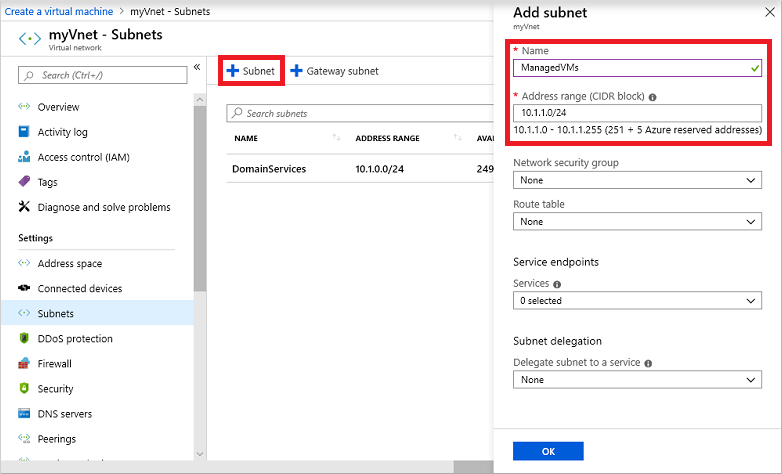 Create a virtual machine > myVnet - Subnets
myVnet - Subnets
Virtual network
Search (Ctrl+/)
Overview
Activity log
Access control (IAM)
Tags
Diagnose and solve problems
Settings
Address space
Connected devices
Subnets
DDoS protection
Firewall
Security
DNS servers
Peerings
+ Subnet
+ Gateway subnet
Search subnets
NAME ADDRESS RANGE AVAI
DomainServices 10.1.0.0/24 249
Add subnet
myVnet
* Name
ManagedVMs
* Address range (CIDR block)
10.1.1.0/24
10.1.1.0 - 10.1.1.255 (251 + 5 Azure reserved addresses)
Network security group
None
Route table
None
Service endpoints
Services
0 selected
Subnet delegation
Delegate subnet to a service
None
OK